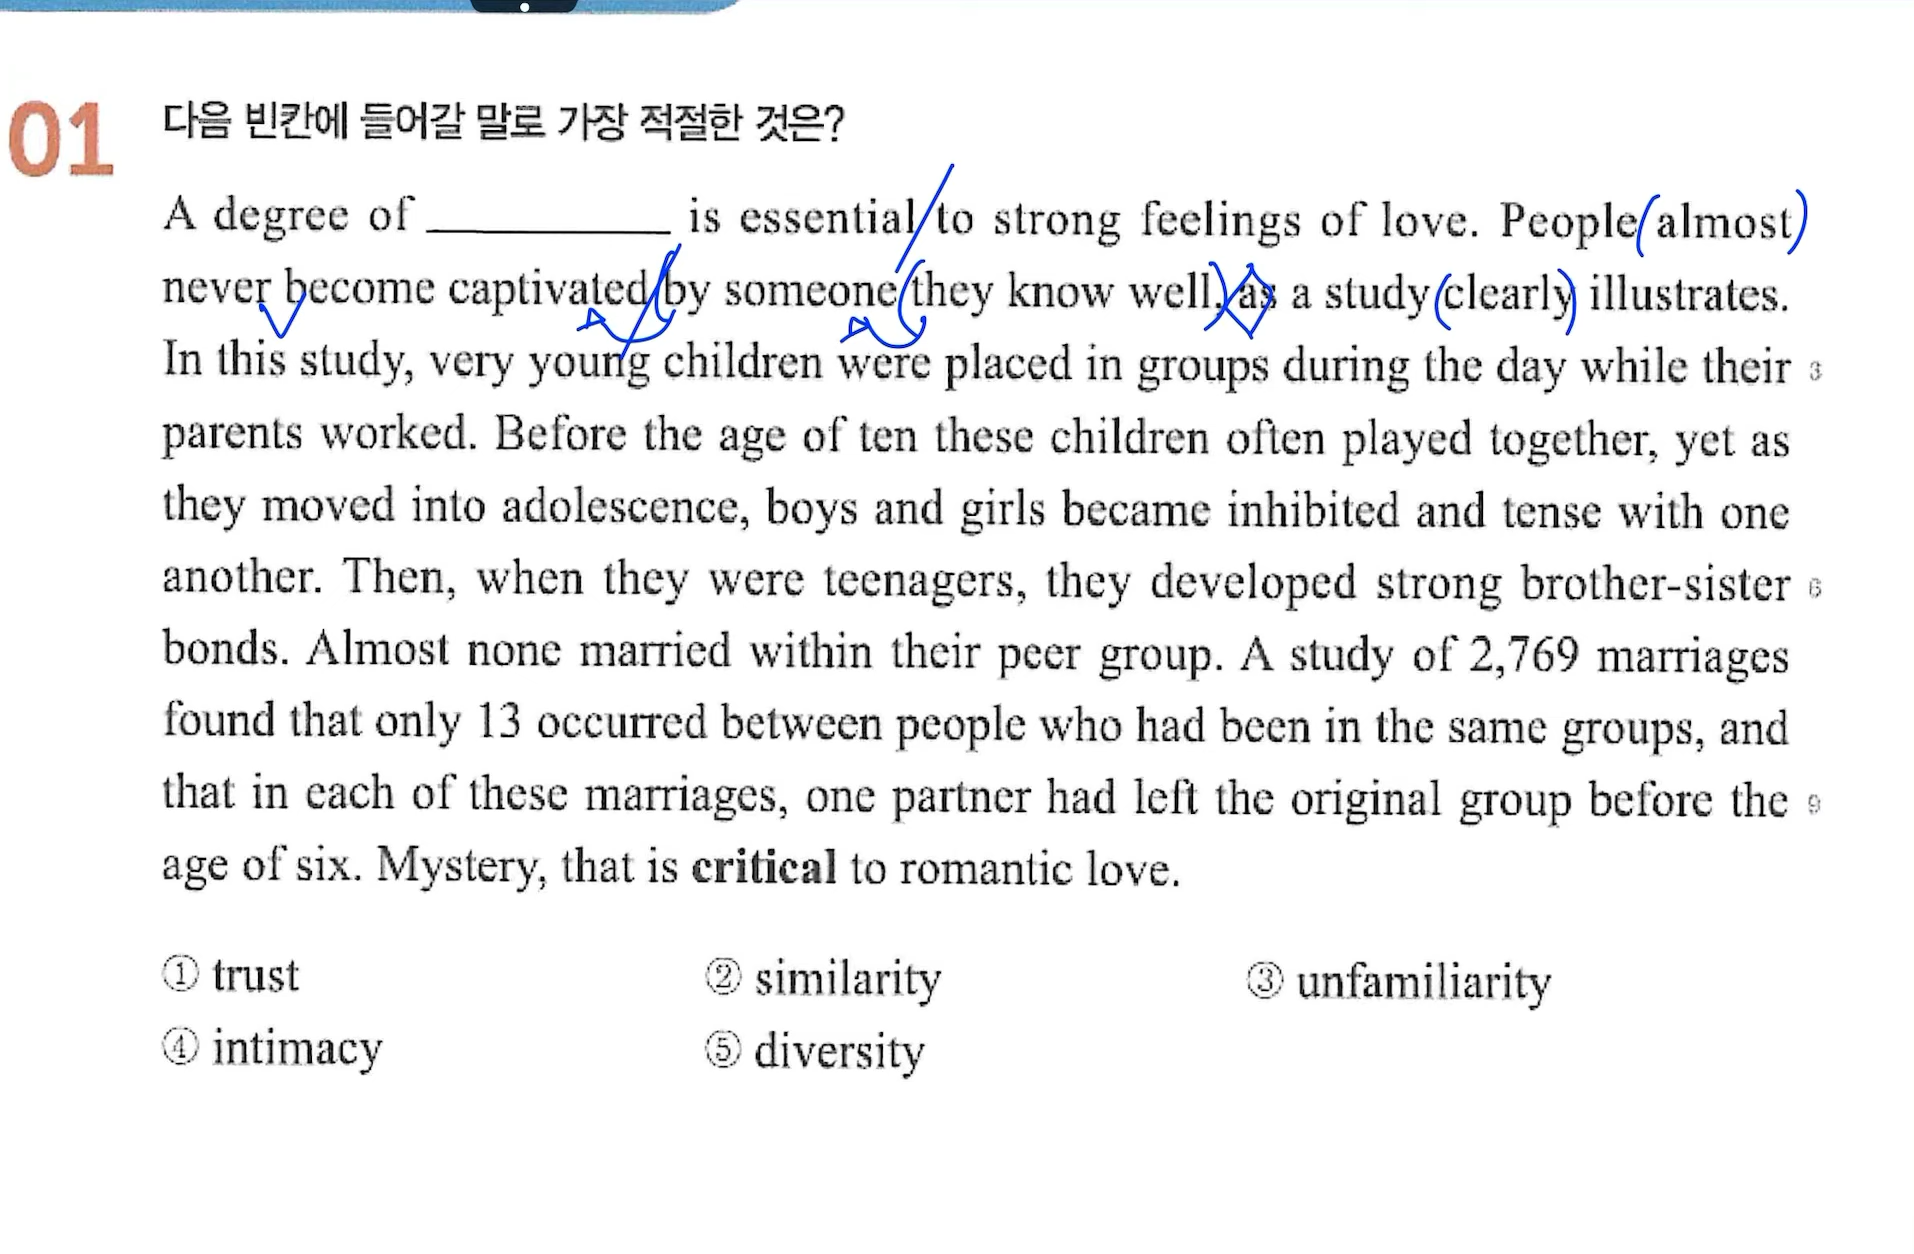 01
다음 빈칸에 들어갈 말로 가장 적절한 것은?
A degree of __________ is essential to strong feelings of love. People almost
never become captivated by someone they know well, as a study clearly illustrates.
In this study, very young children were placed in groups during the day while their 3
parents worked. Before the age of ten these children often played together, yet as
they moved into adolescence, boys and girls became inhibited and tense with one
another. Then, when they were teenagers, they developed strong brother-sister 6
bonds. Almost none married within their peer group. A study of 2,769 marriages
found that only 13 occurred between people who had been in the same groups, and
that in each of these marriages, one partner had left the original group before the 9
age of six. Mystery, that is critical to romantic love.
① trust ② similarity ③ unfamiliarity
④ intimacy ⑤ diversity